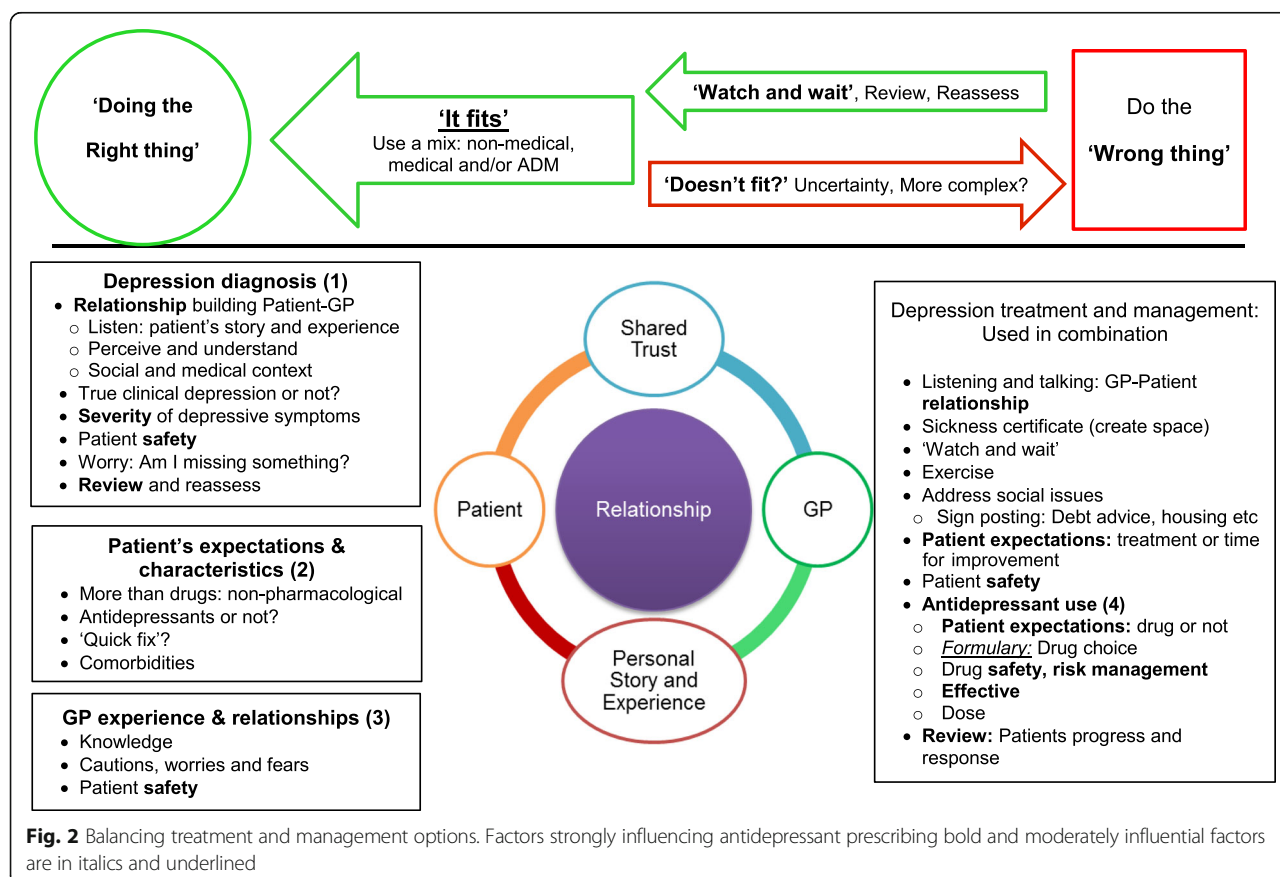 ‘Doing the
Right thing’
‘It fits’
Use a mix: non-medical,
medical and/or ADM
‘Watch and wait’, Review, Reassess
‘Doesn’t fit?’ Uncertainty, More complex?
Do the
‘Wrong thing’
Depression diagnosis (1)
• Relationship building Patient-GP
o Listen: patient’s story and experience
o Perceive and understand
o Social and medical context
• True clinical depression or not?
• Severity of depressive symptoms
• Patient safety
• Worry: Am I missing something?
• Review and reassess
Patient’s expectations &
characteristics (2)
• More than drugs: non-pharmacological
• Antidepressants or not?
• ‘Quick fix’?
• Comorbidities
GP experience & relationships (3)
• Knowledge
• Cautions, worries and fears
• Patient safety
Shared
Trust
Patient
Relationship
GP
Personal
Story and
Experience
Depression treatment and management:
Used in combination
• Listening and talking: GP-Patient
relationship
• Sickness certificate (create space)
• ‘Watch and wait’
• Exercise
• Address social issues
o Sign posting: Debt advice, housing etc
• Patient expectations: treatment or time
for improvement
• Patient safety
• Antidepressant use (4)
o Patient expectations: drug or not
o Formulary: Drug choice
o Drug safety, risk management
o Effective
o Dose
• Review: Patients progress and
response
Fig. 2 Balancing treatment and management options. Factors strongly influencing antidepressant prescribing bold and moderately influential factors
are in italics and underlined